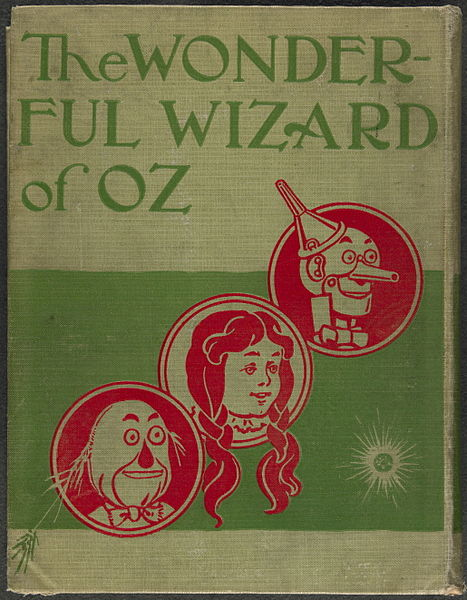 The WONDER-
FUL WIZARD
of OZ